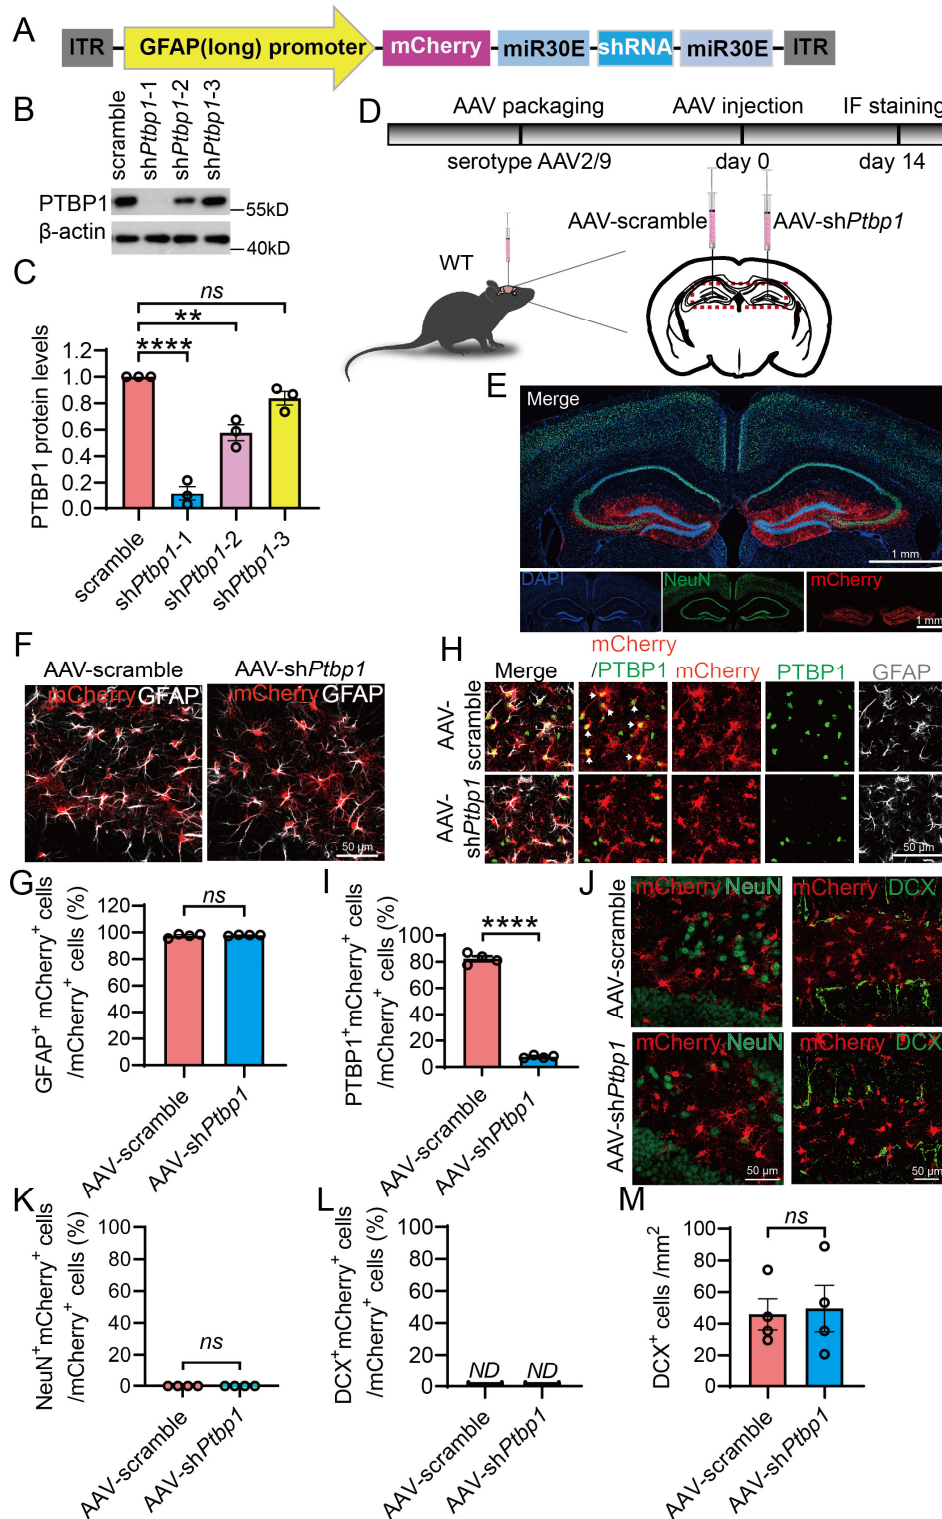 A
ITR
GFAP(long) promoter
mCherry
miR30E
shRNA
miR30E
ITR
B
scramble
shPtbp1-1
shPtbp1-2
shPtbp1-3
PTBP1
55kD
β-actin
40kD
C
ns
**
****
PTBP1 protein levels
1.2
1.0
0.8
0.6
0.4
0.2
0.0
scramble
shPtbp1-1
shPtbp1-2
shPtbp1-3
D
AAV packaging
AAV injection
IF staining
serotype AAV2/9
day 0
day 14
AAV-scramble
AAV-shPtbp1
WT
E
Merge
1 mm
DAPI
NeuN
mCherry
1 mm
F
AAV-scramble
AAV-shPtbp1
mCherry GFAP
mCherry GFAP
50 μm
G
GFAP+ mCherry+ cells
/mCherry+ cells (%)
120
100
80
60
40
20
0
ns
AAV-scramble
AAV-shPtbp1
H
Merge
mCherry
/PTBP1
mCherry
PTBP1
GFAP
AAV-
scramble
AAV-
shPtbp1
50 μm
I
PTBP1+mCherry+ cells
/mCherry+ cells (%)
100
80
60
40
20
0
****
AAV-scramble
AAV-shPtbp1
J
AAV-scramble
AAV-shPtbp1
mCherry NeuN
mCherry DCX
mCherry NeuN
mCherry DCX
50 μm
50 μm
K
NeuN+mCherry+ cells
/mCherry+ cells (%)
100
80
60
40
20
0
ns
AAV-scramble
AAV-shPtbp1
L
DCX+mCherry+ cells
/mCherry+ cells (%)
100
80
60
40
20
0
ND
ND
AAV-scramble
AAV-shPtbp1
M
DCX+ cells /mm2
100
80
60
40
20
0
ns
AAV-scramble
AAV-shPtbp1